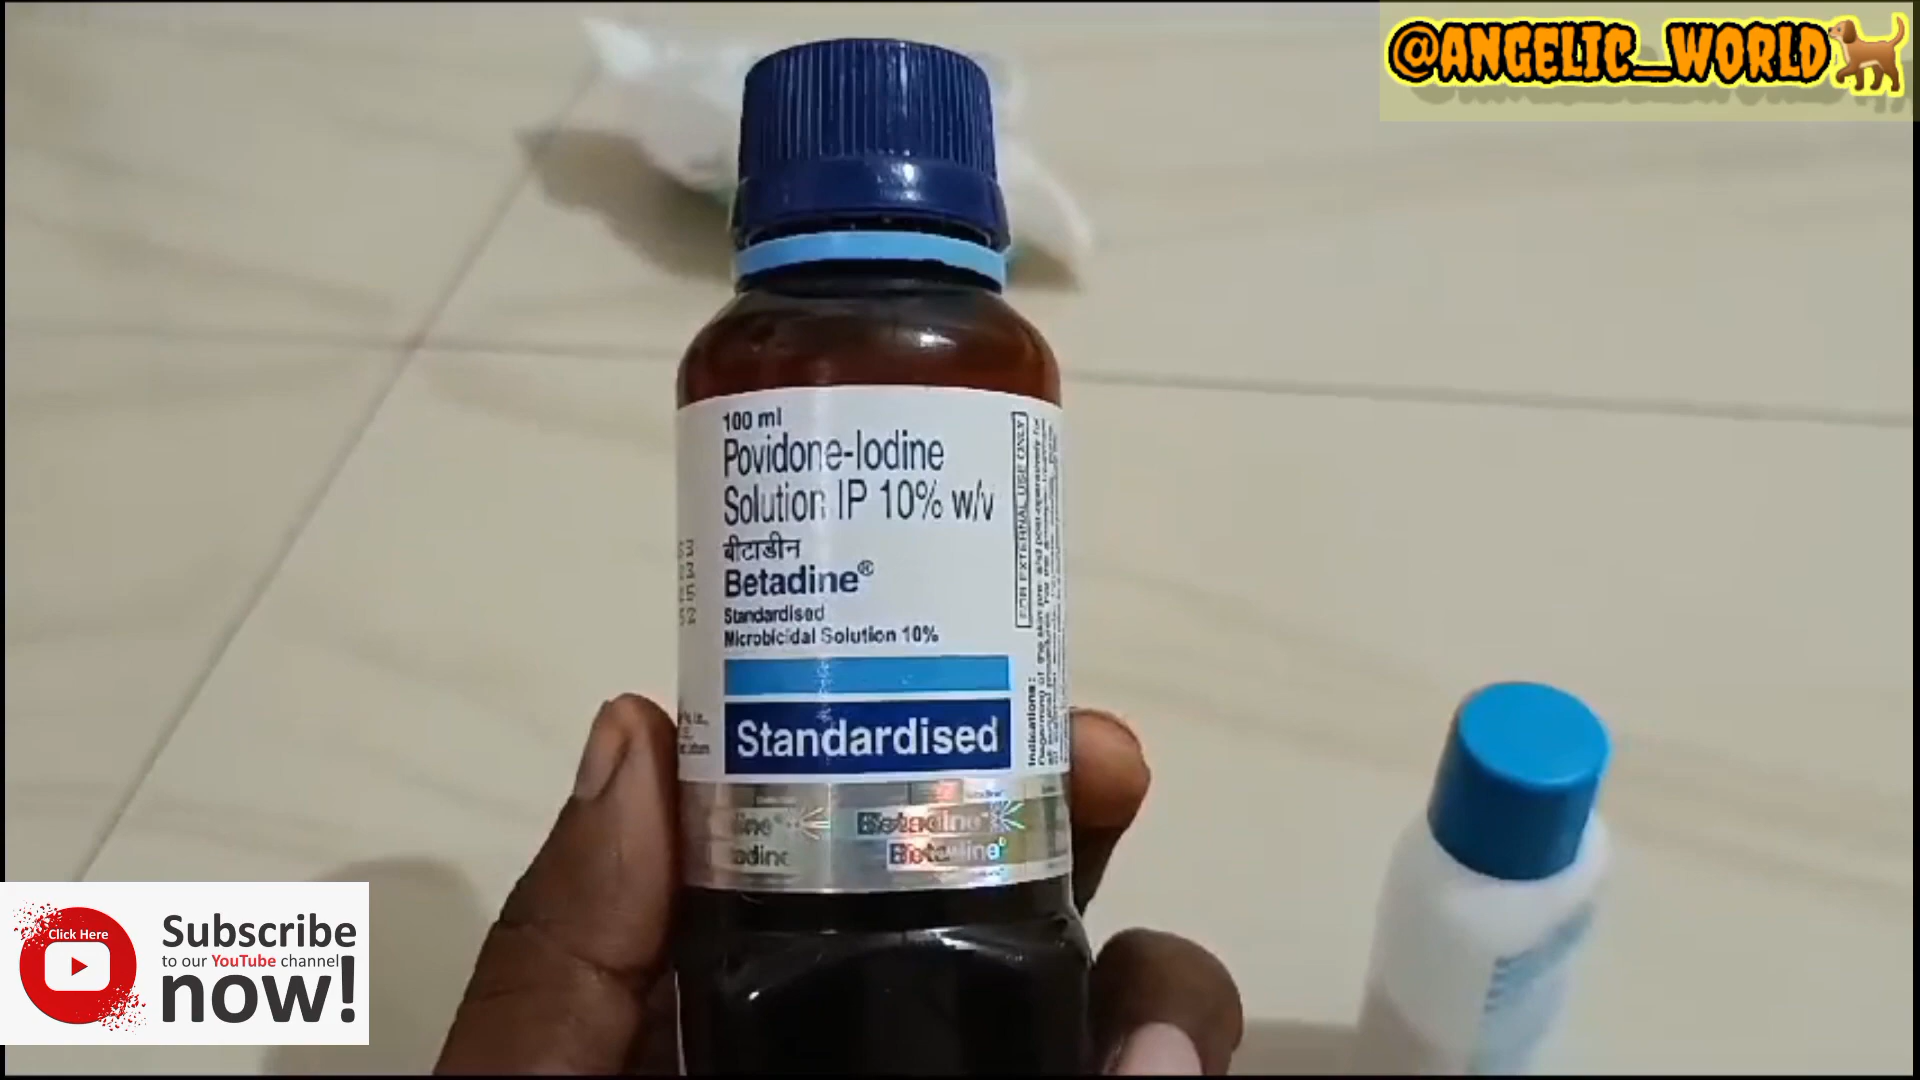 @ANGELIC_WORLD
100 ml
Povidone-Iodine
Solution IP 10% w/v
बीटाडीन
Betadine®
Standardised
Microbicidal Solution 10%
Standardised
FOR EXTERNAL USE ONLY
Indications:
Betadine
Betadine
Click Here
Subscribe
to our YouTube channel
now!